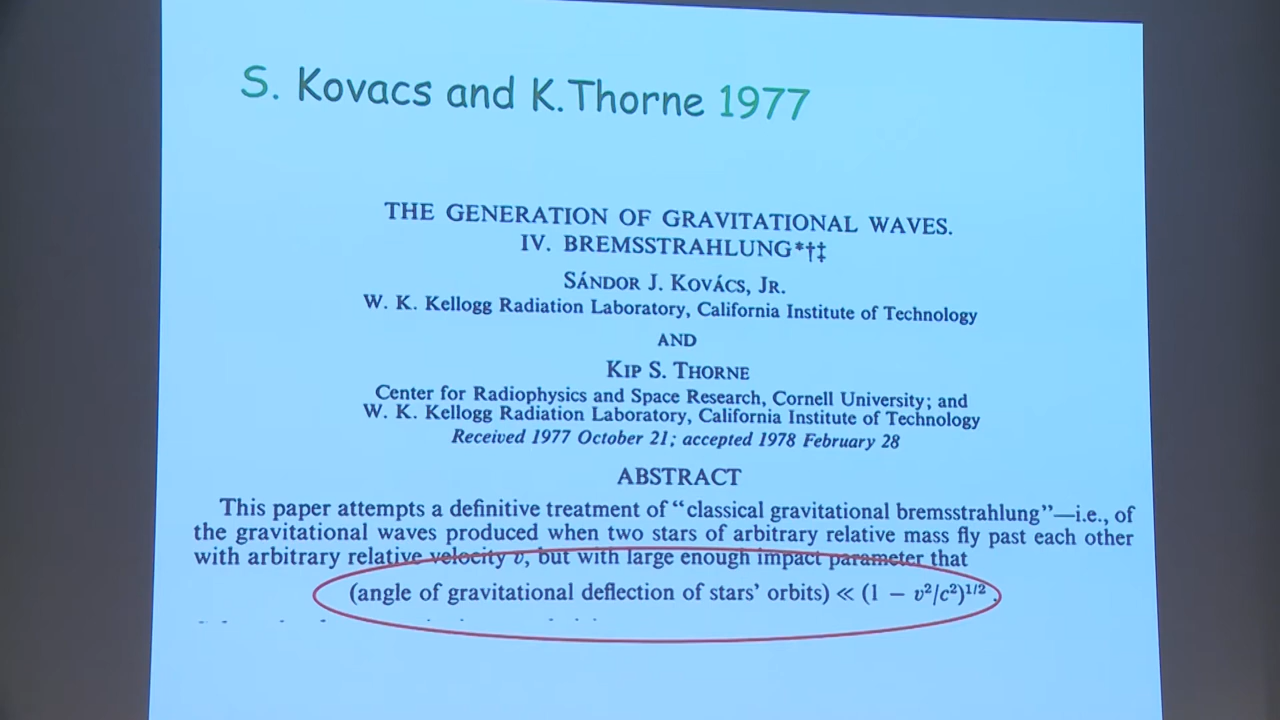 S. Kovacs and K.Thorne 1977
THE GENERATION OF GRAVITATIONAL WAVES.
IV. BREMSSTRAHLUNG*†‡
SÁNDOR J. KOVÁCS, JR.
W. K. Kellogg Radiation Laboratory, California Institute of Technology
AND
KIP S. THORNE
Center for Radiophysics and Space Research, Cornell University; and
W. K. Kellogg Radiation Laboratory, California Institute of Technology
Received 1977 October 21; accepted 1978 February 28
ABSTRACT
This paper attempts a definitive treatment of “classical gravitational bremsstrahlung”—i.e., of
the gravitational waves produced when two stars of arbitrary relative mass fly past each other
with arbitrary relative velocity v, but with large enough impact parameter that
(angle of gravitational deflection of stars’ orbits) ≪ (1 − v²/c²)¹/² .